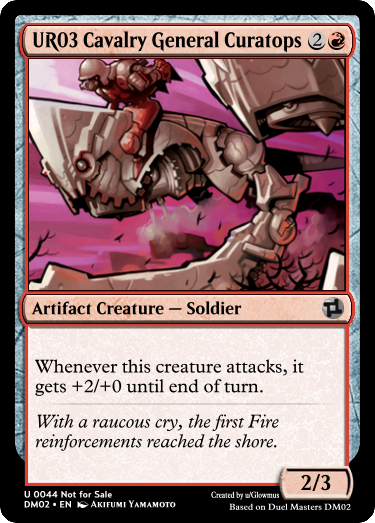 UR03 Cavalry General Curatops 2
Artifact Creature — Soldier
Whenever this creature attacks, it
gets +2/+0 until end of turn.
With a raucous cry, the first Fire
reinforcements reached the shore.
2/3
U 0044 Not for Sale
DM02 • EN AKIFUMI YAMAMOTO
Created by u/Glowmus
Based on Duel Masters DM02